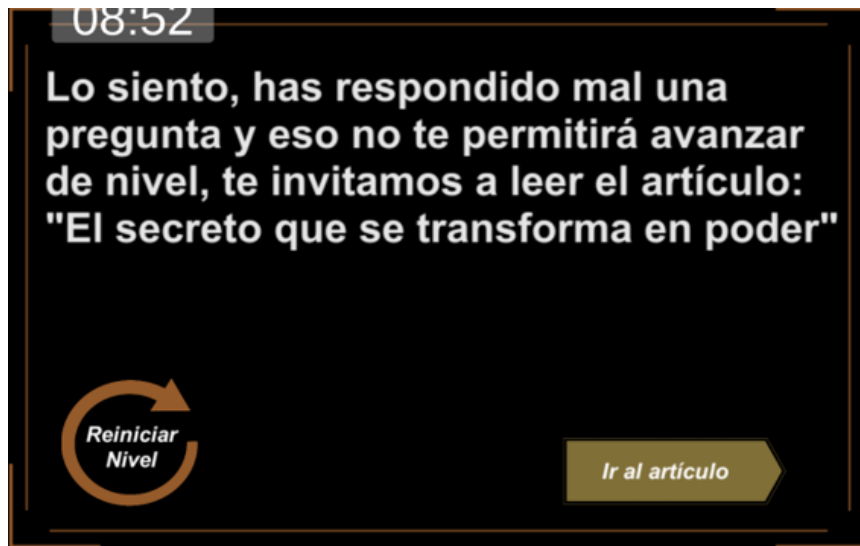 08:52
Lo siento, has respondido mal una
pregunta y eso no te permitirá avanzar
de nivel, te invitamos a leer el artículo:
"El secreto que se transforma en poder"
Reiniciar
Nivel
Ir al artículo